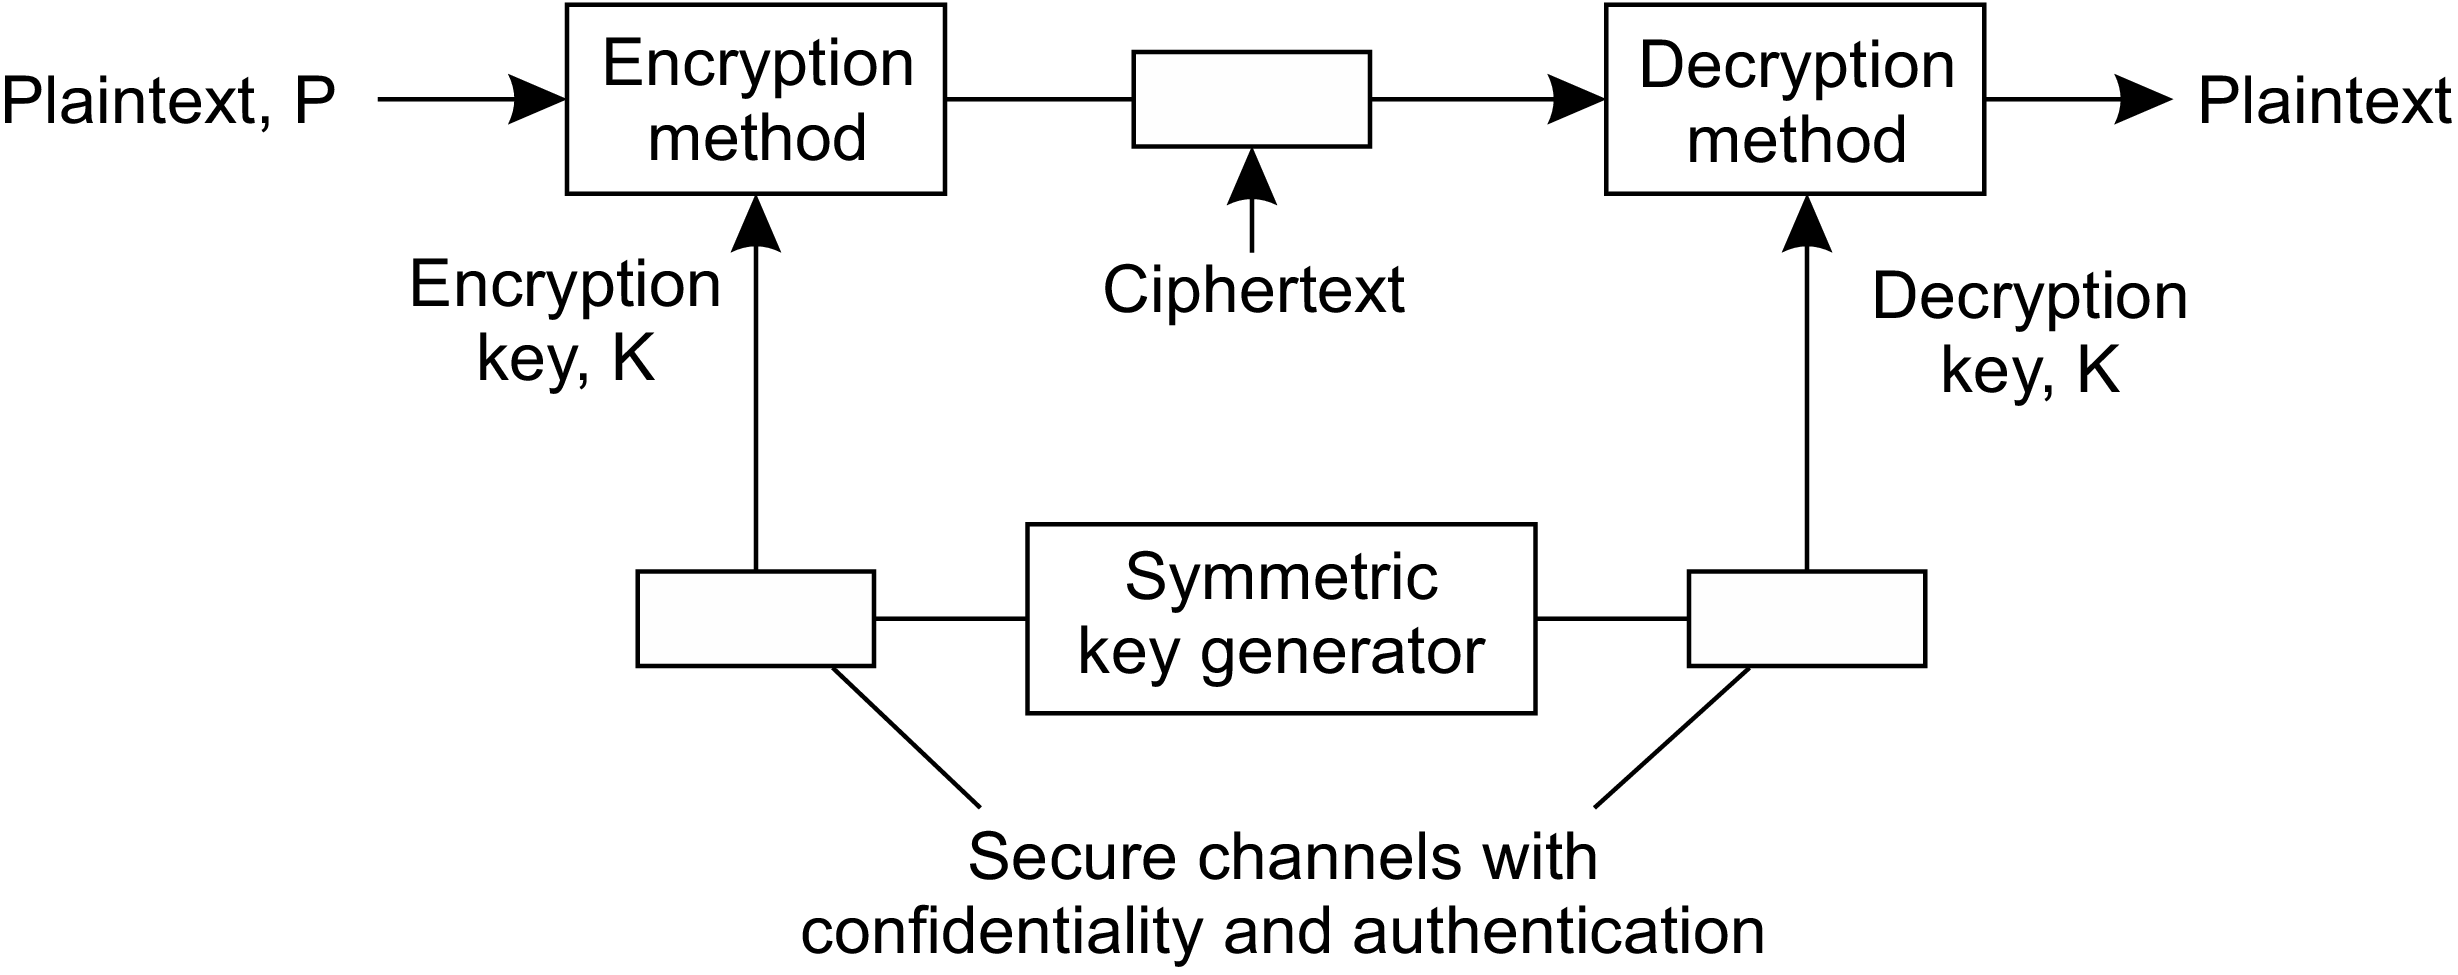 Plaintext, P
Encryption
method
Decryption
method
Plaintext
Encryption
key, K
Ciphertext
Decryption
key, K
Symmetric
key generator
Secure channels with
confidentiality and authentication